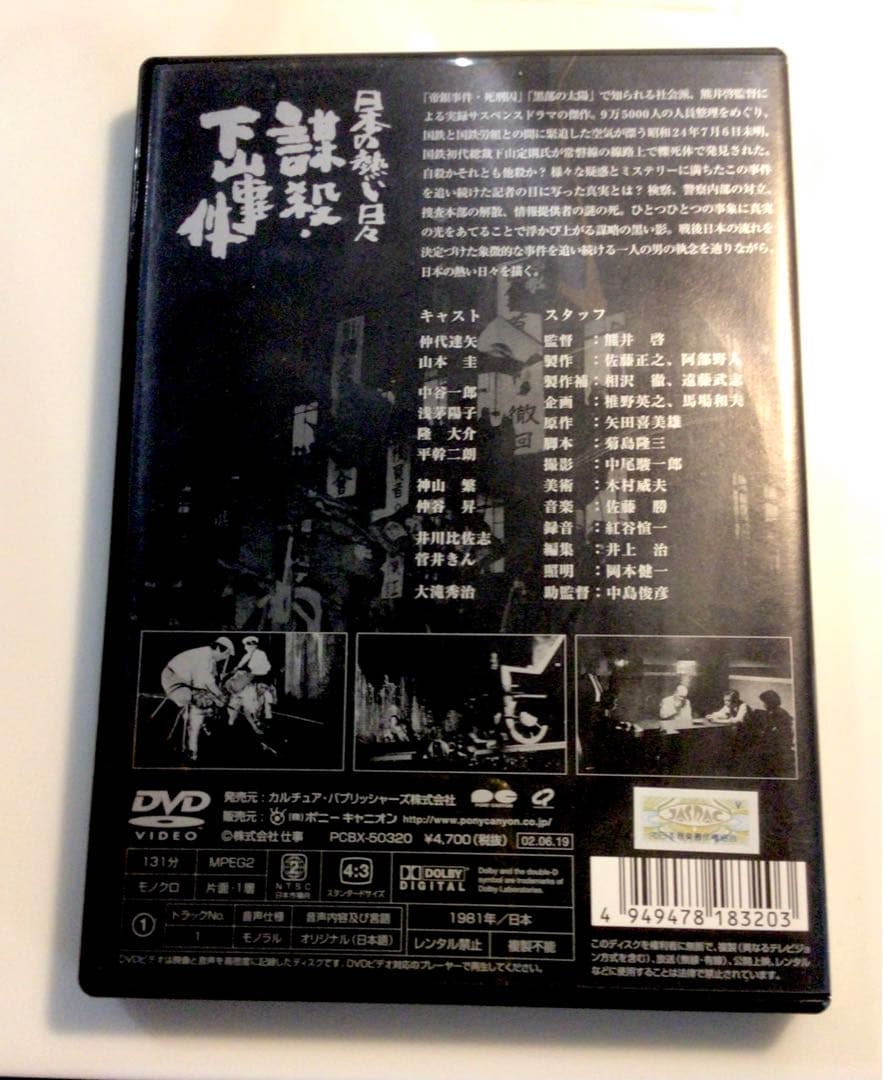 日本の熱い日々
謀殺・
下山事件
「帝銀事件・死刑囚」「黒部の太陽」で知られる社会派、熊井啓監督に
よる実録サスペンスドラマの傑作。9万5000人の人員整理をめぐり、
国鉄と国鉄労組との間に緊迫した空気が漂う昭和24年7月6日未明、
国鉄初代総裁下山定則氏が常磐線の線路上で轢死体で発見された。
自殺かそれとも他殺か？様々な疑惑とミステリーに満ちたこの事件
を追い続けた記者の目に写った真実とは？検察、警察内部の対立、
捜査本部の解散、情報提供者の謎の死。ひとつひとつの事象に真実
の光をあてることで浮かび上がる謀略の黒い影。戦後日本の流れを
決定づけた象徴的な事件を追い続ける一人の男の執念を辿りながら、
日本の熱い日々を描く。
キャスト
仲代達矢
山本　圭
中谷一郎
浅茅陽子
隆　大介
平幹二朗
神山　繁
仲谷　昇
井川比佐志
菅井きん
大滝秀治
スタッフ
監督：熊井　啓
製作：佐藤正之、阿部野人
製作補：相沢　徹、遠藤武志
企画：椎野英之、馬場和夫
原作：矢田喜美雄
脚本：菊島隆三
撮影：中尾駿一郎
美術：木村威夫
音楽：佐藤　勝
録音：紅谷愃一
編集：井上　治
照明：岡本健一
助監督：中島俊彦
撤回
DVD
VIDEO
発売元：カルチュア・パブリッシャーズ株式会社
販売元：(株)ポニーキャニオン http://www.ponycanyon.co.jp/
©株式会社仕事 PCBX-50320 ¥4,700(税抜) 02.06.19
JASRAC
V
131分 MPEG2
モノクロ 片面・1層
2
NTSC
日本市場向
4:3
スタンダードサイズ
DOLBY
DIGITAL
Dolby and the double-D
symbol are trademarks of
Dolby Laboratories.
① トラックNo. 音声仕様 音声内容及び言語
1 モノラル オリジナル(日本語)
1981年／日本
レンタル禁止 複製不能
4 949478 183203
このディスクを権利者に無断で、複製(異なるテレビジョ
ン方式を含む)、放送(無線・有線)、公開上映、レンタル
などに使用することは法律で禁止されています。
DVDビデオは映像と音声を高密度に記録したディスクです。DVDビデオ対応のプレーヤーで再生してください。